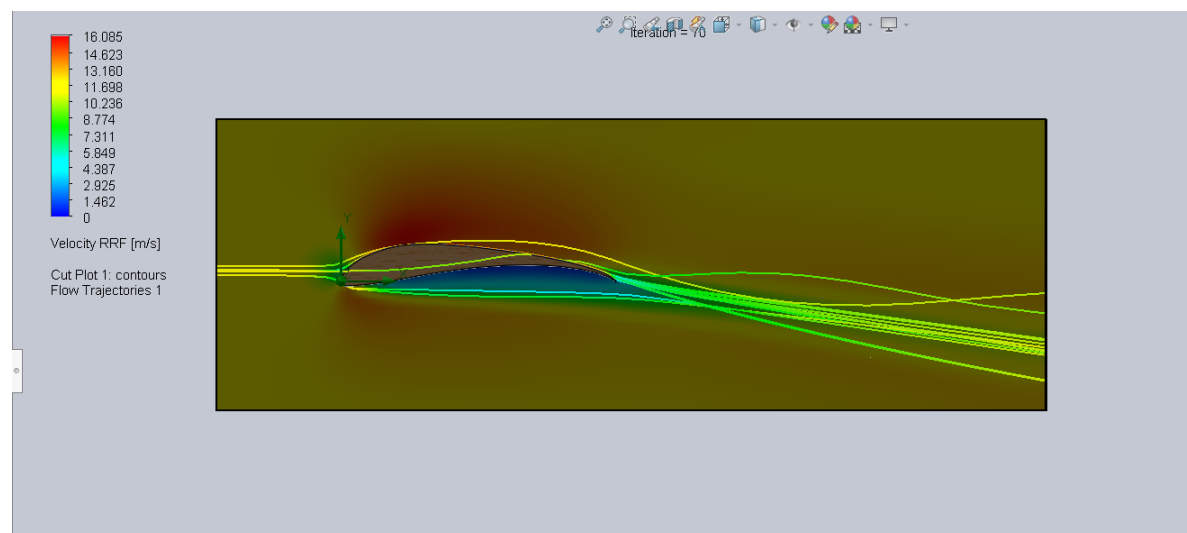 Iteration = 70
16.085
14.623
13.160
11.698
10.236
8.774
7.311
5.849
4.387
2.925
1.462
0
Velocity RRF [m/s]
Cut Plot 1: contours
Flow Trajectories 1
Y